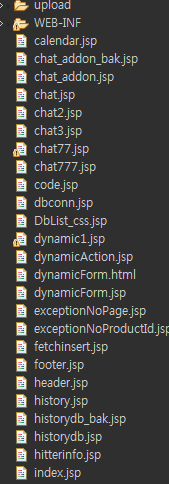 upload
WEB-INF
calendar.jsp
chat_addon_bak.jsp
chat_addon.jsp
chat.jsp
chat2.jsp
chat3.jsp
chat77.jsp
chat777.jsp
code.jsp
dbconn.jsp
DbList_css.jsp
dynamic1.jsp
dynamicAction.jsp
dynamicForm.html
dynamicForm.jsp
exceptionNoPage.jsp
exceptionNoProductId.jsp
fetchinsert.jsp
footer.jsp
header.jsp
history.jsp
historydb_bak.jsp
historydb.jsp
hitterinfo.jsp
index.jsp